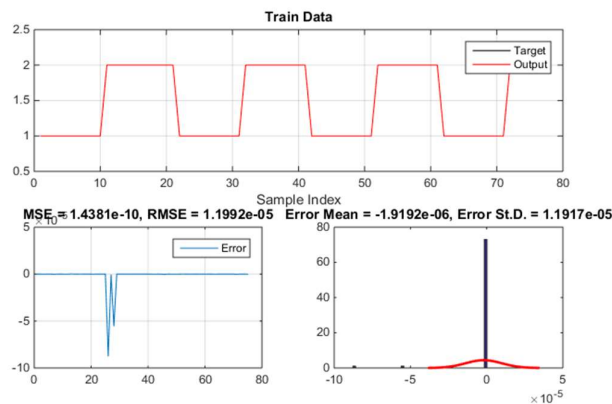 Train Data
2.5
2
1.5
1
0.5
Target
Output
0 10 20 30 40 50 60 70 80
Sample Index
MSE = 1.4381e-10, RMSE = 1.1992e-05
Error Mean = -1.9192e-06, Error St.D. = 1.1917e-05
5
0
-5
-10
Error
0 20 40 60 80
80
60
40
20
0
-10 -5 0 5
×10⁻⁵